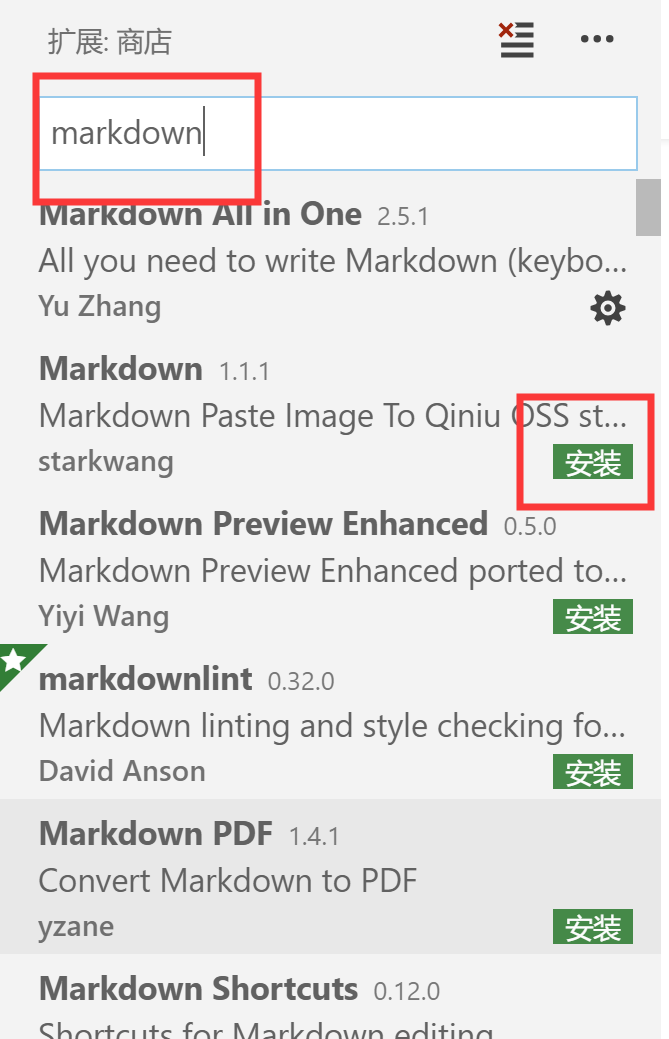 扩展: 商店
markdown
Markdown All in One 2.5.1
All you need to write Markdown (keybo...
Yu Zhang
Markdown 1.1.1
Markdown Paste Image To Qiniu OSS st...
starkwang 安装
Markdown Preview Enhanced 0.5.0
Markdown Preview Enhanced ported to...
Yiyi Wang 安装
markdownlint 0.32.0
Markdown linting and style checking fo...
David Anson 安装
Markdown PDF 1.4.1
Convert Markdown to PDF
yzane 安装
Markdown Shortcuts 0.12.0
Shortcuts for Markdown editing